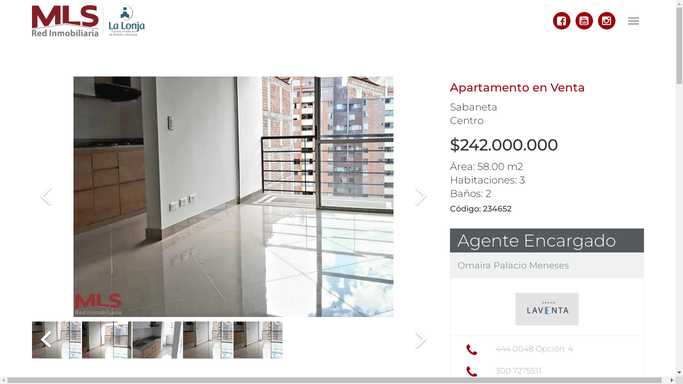 MLS
Red Inmobiliaria
La Lonja
Apartamento en Venta
Sabaneta
Centro
$242.000.000
Área: 58.00 m2
Habitaciones: 3
Baños: 2
Código: 234652
MLS
Red Inmobiliaria
Agente Encargado
Omaira Palacio Meneses
LAVENTA
444 0048 Opción: 4
300 7275511